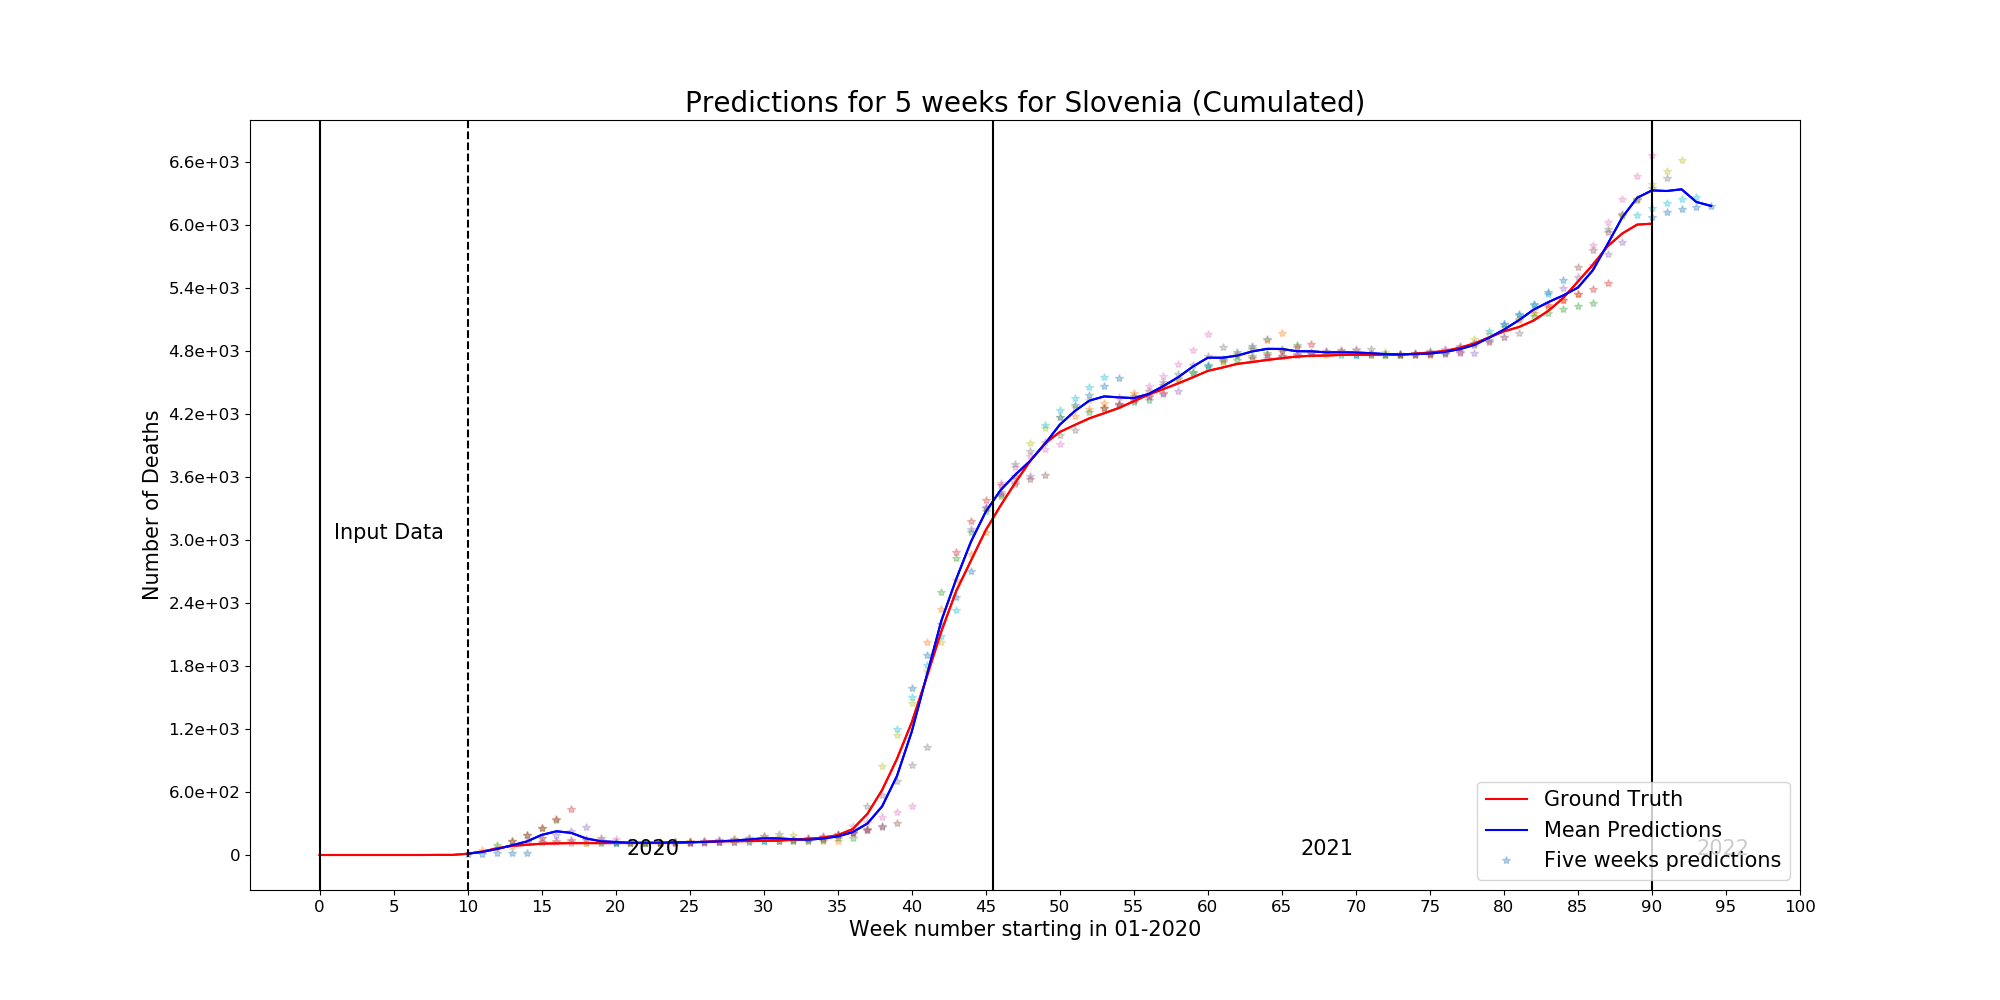 Predictions for 5 weeks for Slovenia (Cumulated)
6.6e+03
6.0e+03
5.4e+03
4.8e+03
4.2e+03
3.6e+03
3.0e+03
2.4e+03
1.8e+03
1.2e+03
6.0e+02
0
Number of Deaths
Input Data
2020
2021
2022
Ground Truth
Mean Predictions
Five weeks predictions
0 5 10 15 20 25 30 35 40 45 50 55 60 65 70 75 80 85 90 95 100
Week number starting in 01-2020